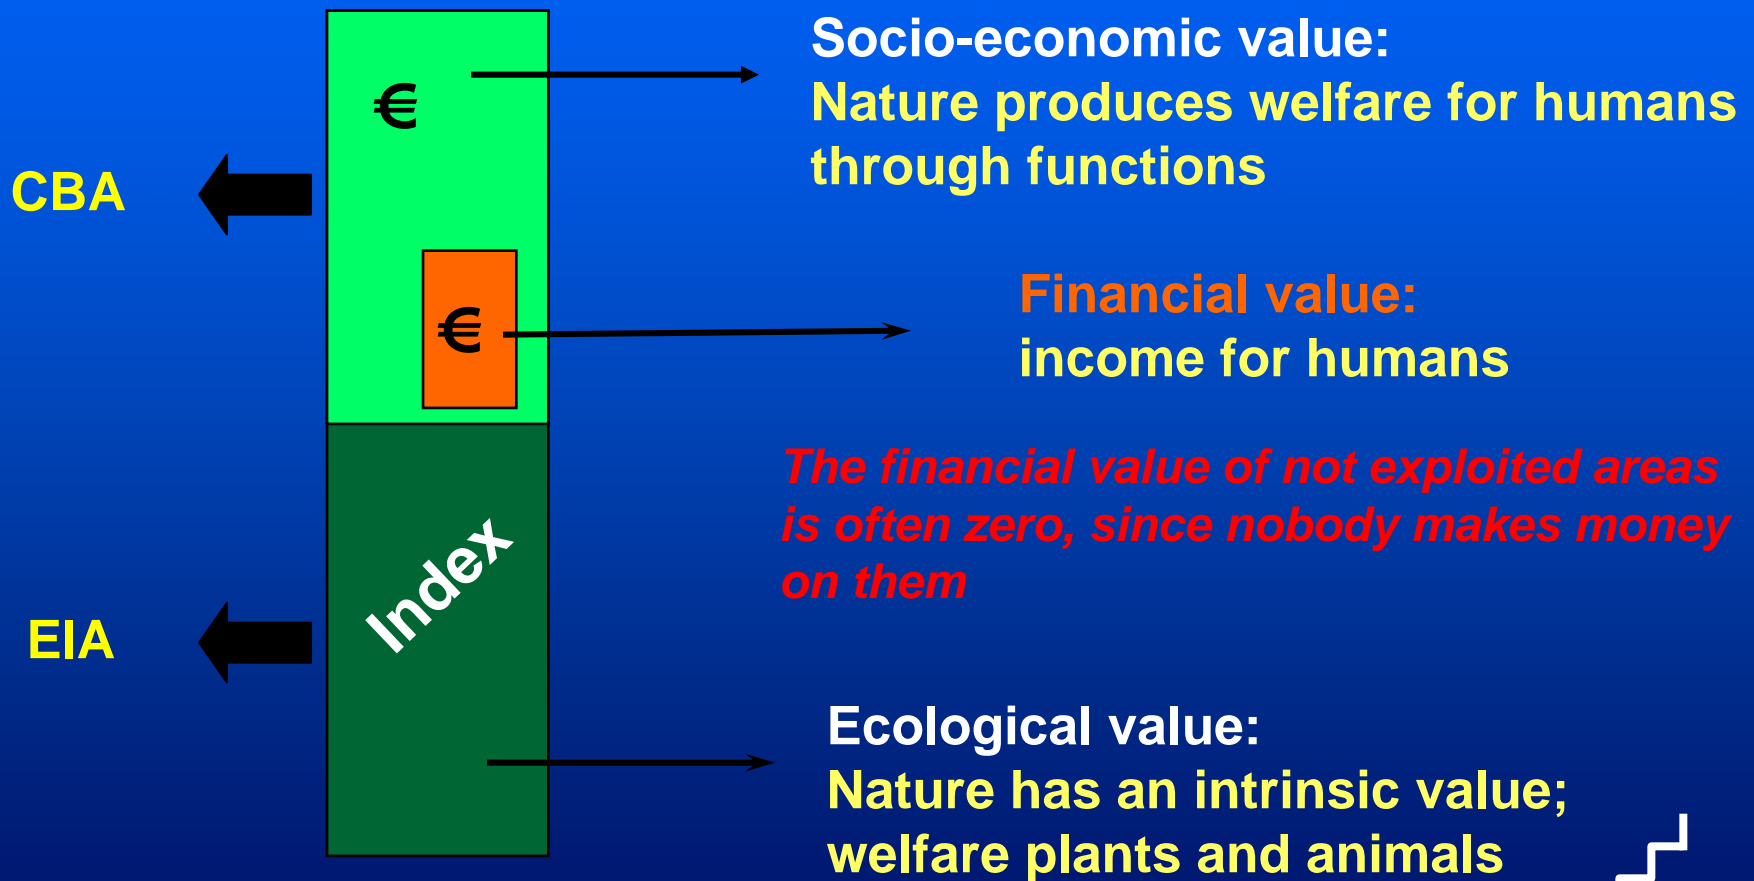 Socio-economic value:
Nature produces welfare for humans
through functions
€
CBA
Financial value:
income for humans
€
The financial value of not exploited areas
is often zero, since nobody makes money
on them
Index
EIA
Ecological value:
Nature has an intrinsic value;
welfare plants and animals